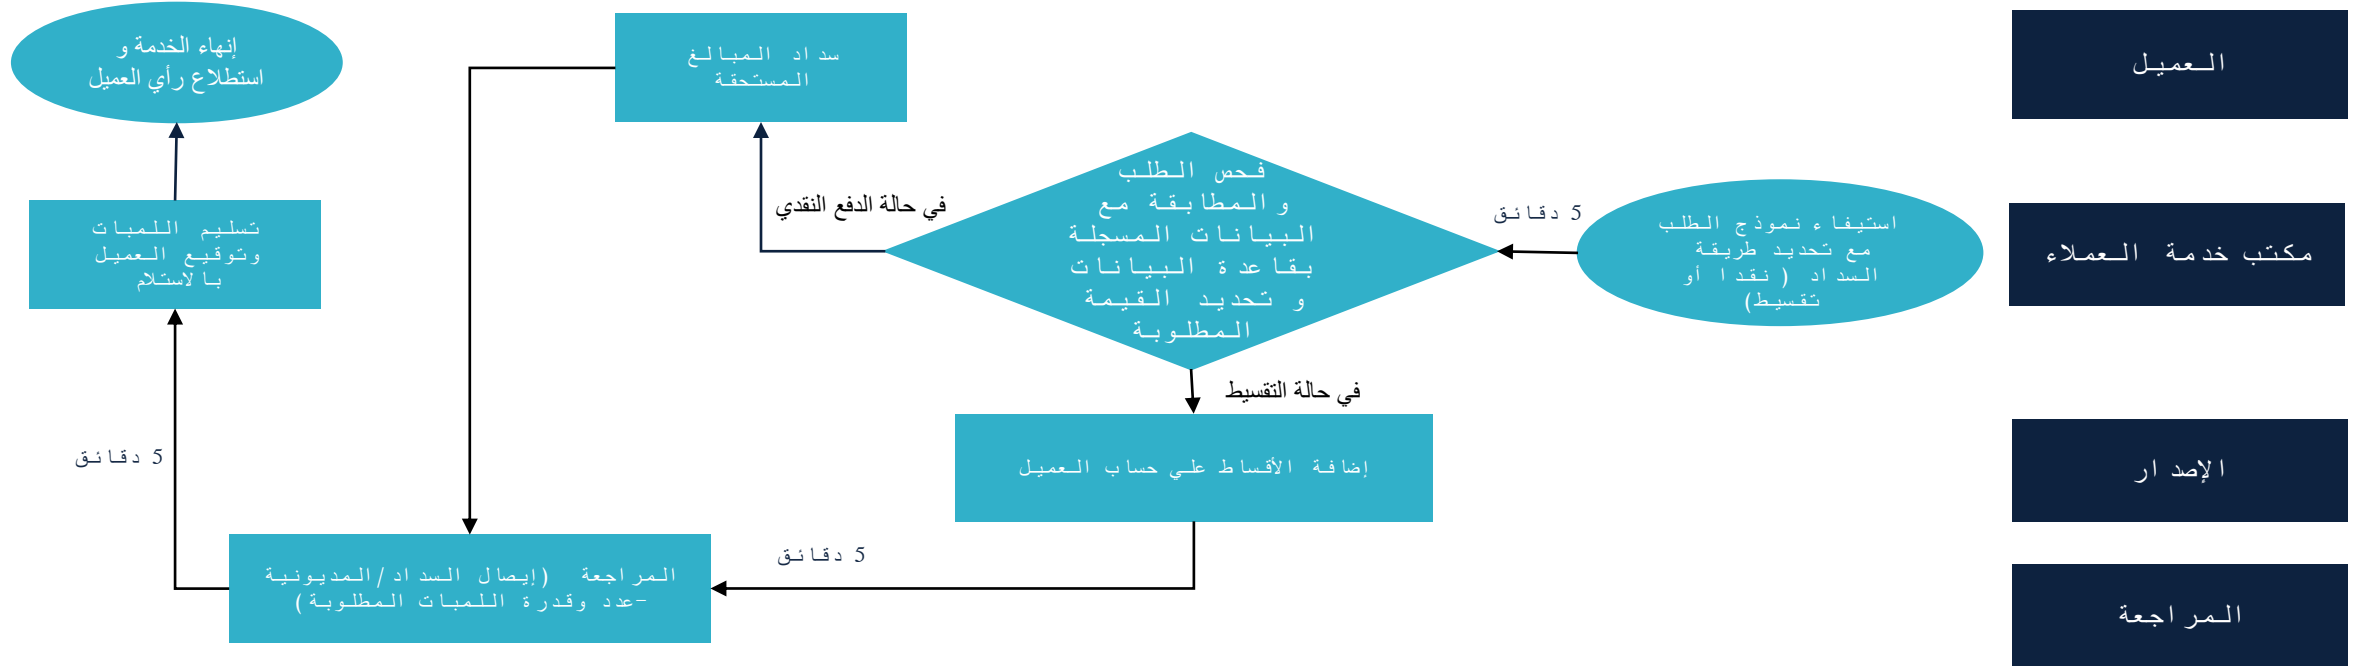 العميل
مكتب خدمة العملاء
الإصدار
المراجعة
استيفاء نموذج الطلب
مع تحديد طريقة
السداد (نقدا أو
تقسيط)
5 دقائق
فحص الطلب
والمطابقة مع
البيانات المسجلة
بقاعدة البيانات
و تحديد القيمة
المطلوبة
في حالة الدفع النقدي
سداد المبالغ
المستحقة
في حالة التقسيط
إضافة الأقساط علي حساب العميل
5 دقائق
المراجعة (إيصال السداد/المديونية
-عدد وقدرة اللمبات المطلوبة)
5 دقائق
تسليم اللمبات
وتوقيع العميل
بالاستلام
إنهاء الخدمة و
استطلاع رأي العميل